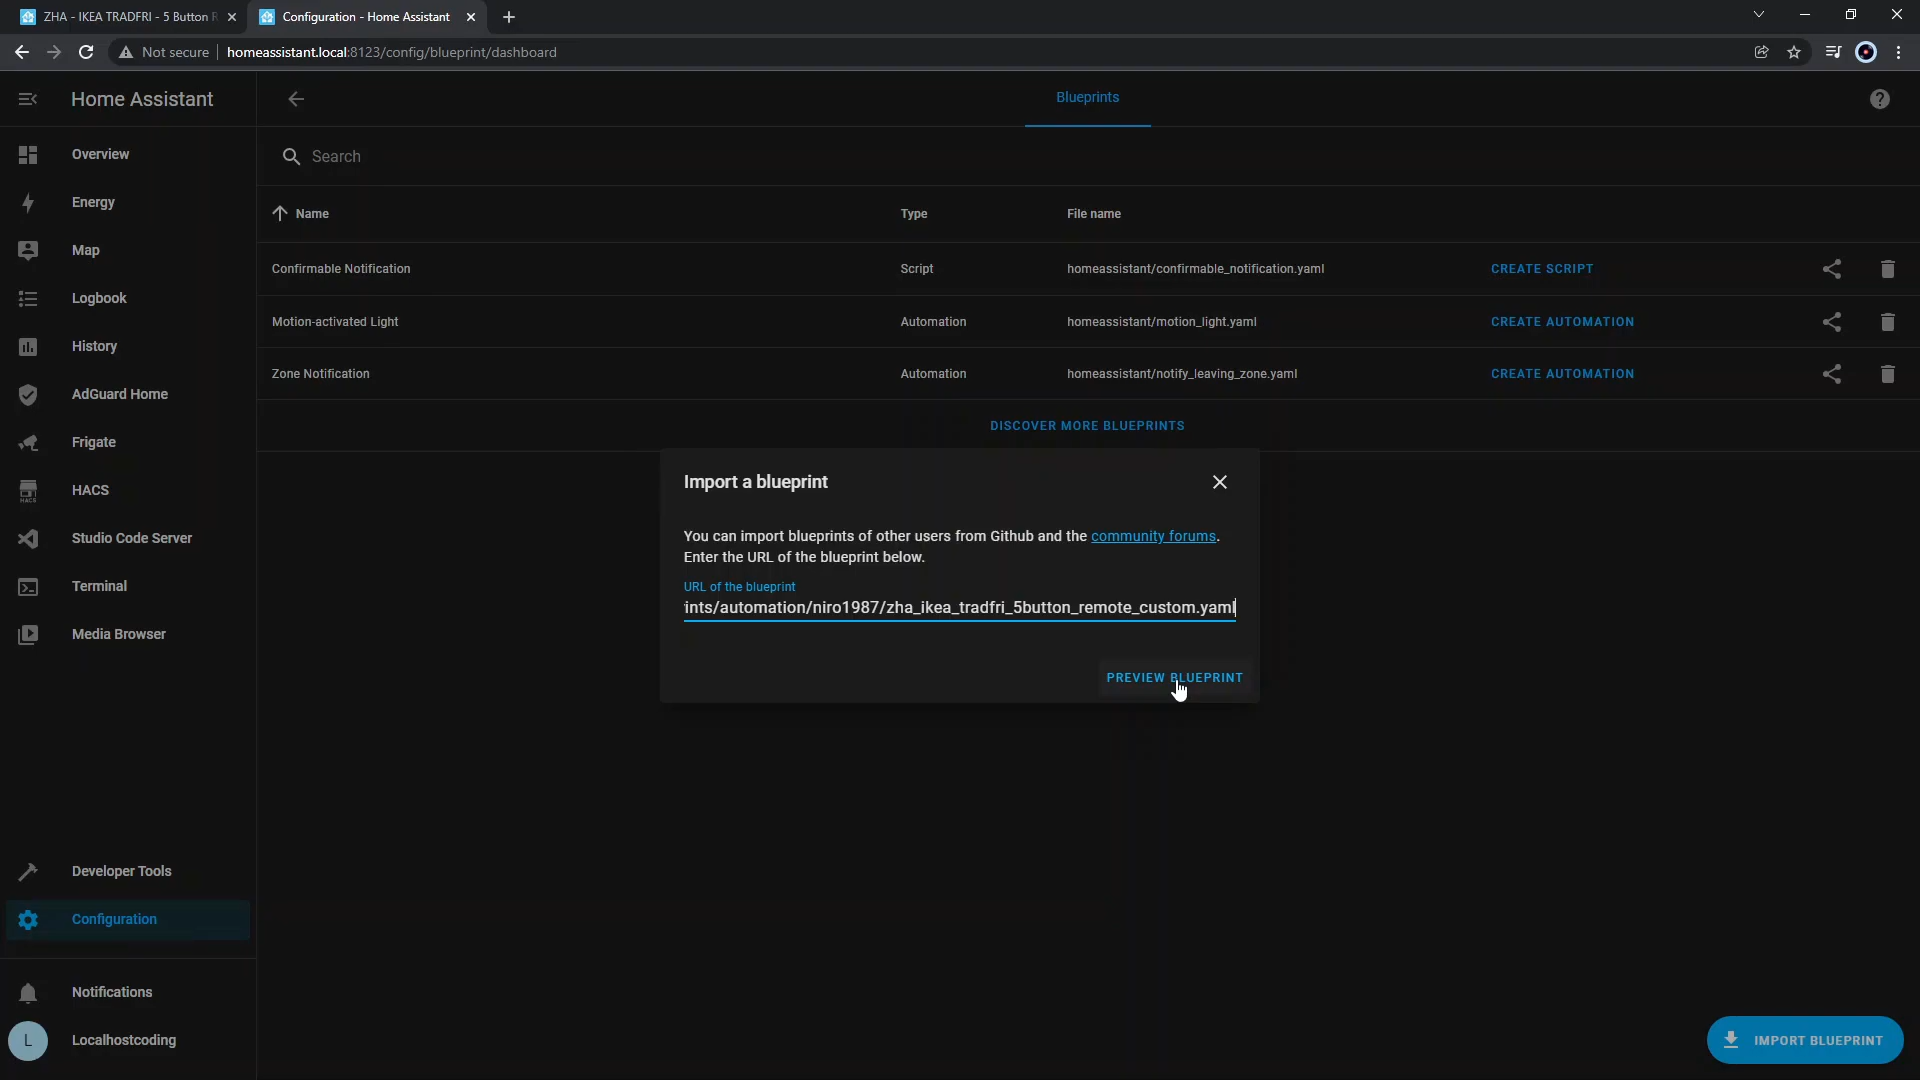 ZHA - IKEA TRADFRI - 5 Button R
Configuration - Home Assistant
Not secure
homeassistant.local:8123/config/blueprint/dashboard
Home Assistant
Blueprints
Overview
Search
Energy
Name
Type
File name
Map
Confirmable Notification
Script
homeassistant/confirmable_notification.yaml
CREATE SCRIPT
Logbook
Motion-activated Light
Automation
homeassistant/motion_light.yaml
CREATE AUTOMATION
History
Zone Notification
Automation
homeassistant/notify_leaving_zone.yaml
CREATE AUTOMATION
AdGuard Home
DISCOVER MORE BLUEPRINTS
Frigate
HACS
HACS
Studio Code Server
Terminal
Media Browser
Import a blueprint
You can import blueprints of other users from Github and the community forums.
Enter the URL of the blueprint below.
URL of the blueprint
ints/automation/niro1987/zha_ikea_tradfri_5button_remote_custom.yaml
PREVIEW BLUEPRINT
Developer Tools
Configuration
Notifications
L
Localhostcoding
IMPORT BLUEPRINT